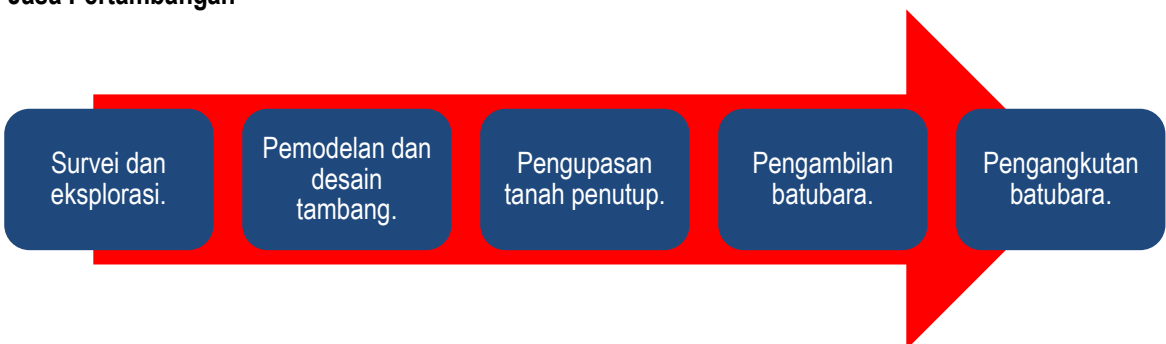 Jasa Pertambangan
Survei dan
eksplorasi.
Pemodelan dan
desain
tambang.
Pengupasan
tanah penutup.
Pengambilan
batubara.
Pengangkutan
batubara.